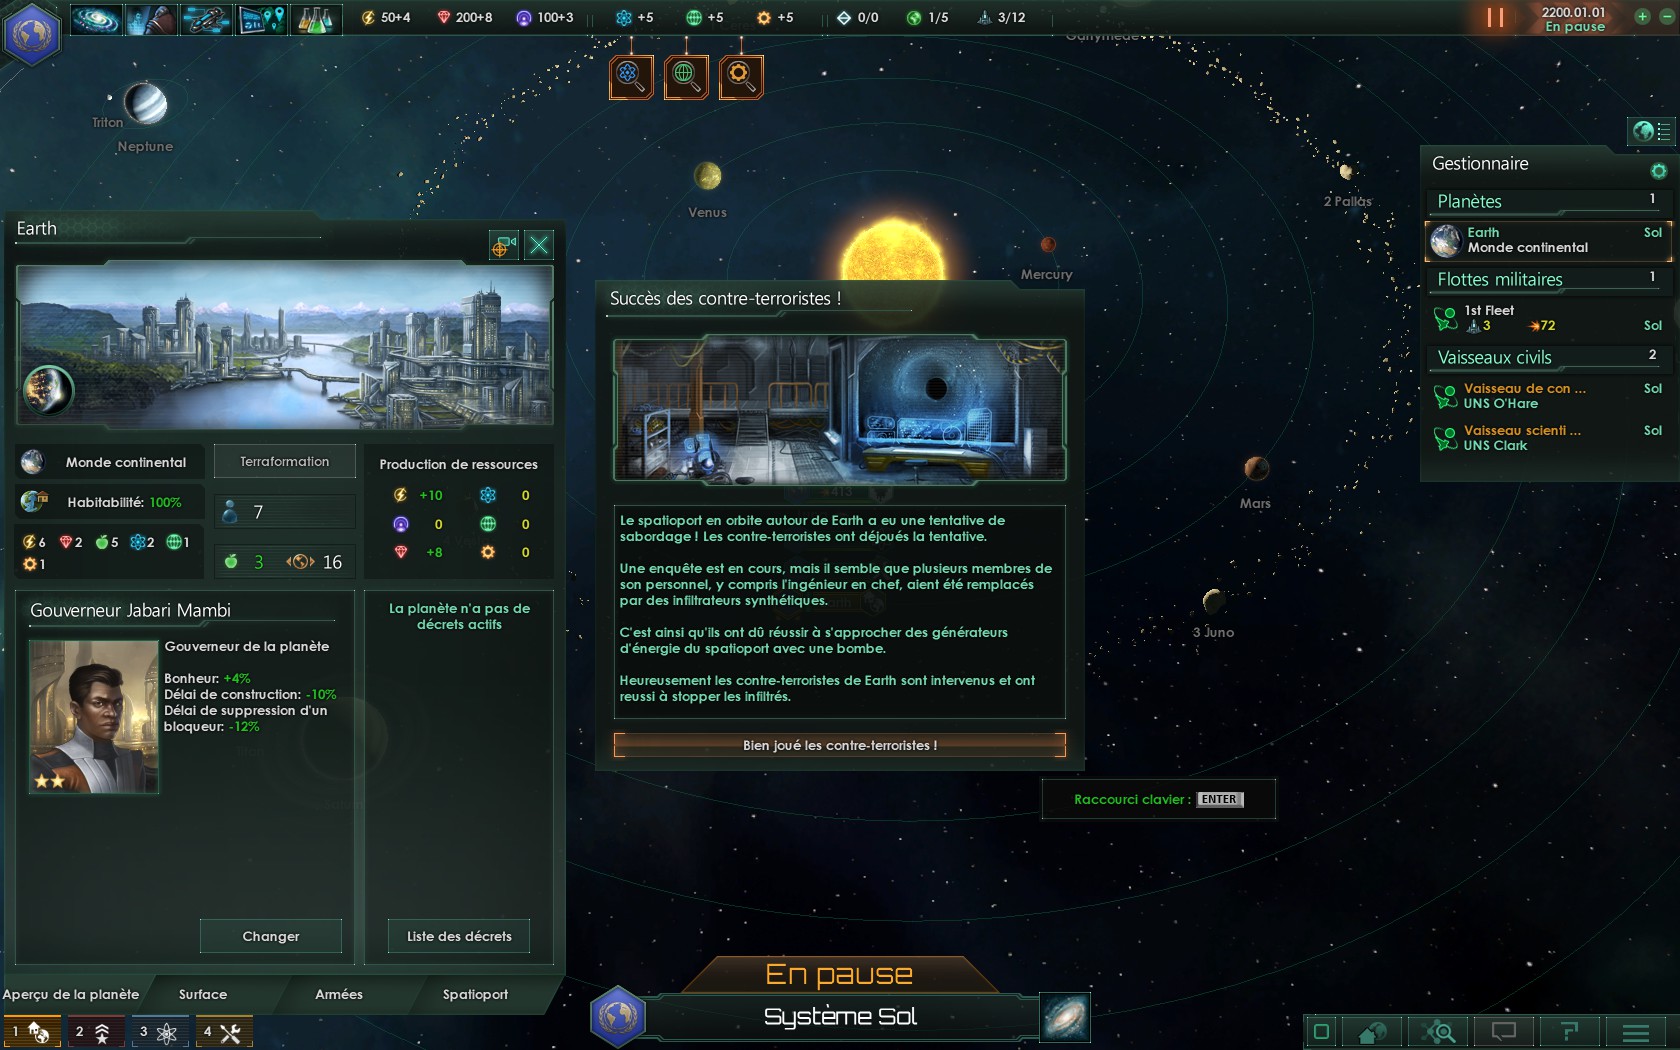 50+4
200+8
100+3
+5
+5
+5
0/0
1/5
3/12
2200.01.01
En pause
Ganymede
Triton
Neptune
Venus
Mercury
2 Pallas
Mars
3 Juno
Earth
Monde continental
Habitabilité: 100%
6 2 5 2 1
1
Terraformation
7
3 16
Production de ressources
+10 0
0 0
+8 0
Gouverneur Jabari Mambi
Gouverneur de la planète
Bonheur: +4%
Délai de construction: -10%
Délai de suppression d'un
bloqueur: -12%
Changer
La planète n'a pas de
décrets actifs
Liste des décrets
Aperçu de la planète
Surface
Armées
Spatioport
1
2
3
4
Succès des contre-terroristes !
Le spatioport en orbite autour de Earth a eu une tentative de
sabordage ! Les contre-terroristes ont déjoués la tentative.
Une enquête est en cours, mais il semble que plusieurs membres de
son personnel, y compris l'ingénieur en chef, aient été remplacés
par des infiltrateurs synthétiques.
C'est ainsi qu'ils ont dû réussir à s'approcher des générateurs
d'énergie du spatioport avec une bombe.
Heureusement les contre-terroristes de Earth sont intervenus et ont
reussi à stopper les infiltrés.
Bien joué les contre-terroristes !
Raccourci clavier : ENTER
En pause
Système Sol
Gestionnaire
Planètes 1
Earth Sol
Monde continental
Flottes militaires 1
1st Fleet
3 72 Sol
Vaisseaux civils 2
Vaisseau de con ... Sol
UNS O'Hare
Vaisseau scienti ... Sol
UNS Clark